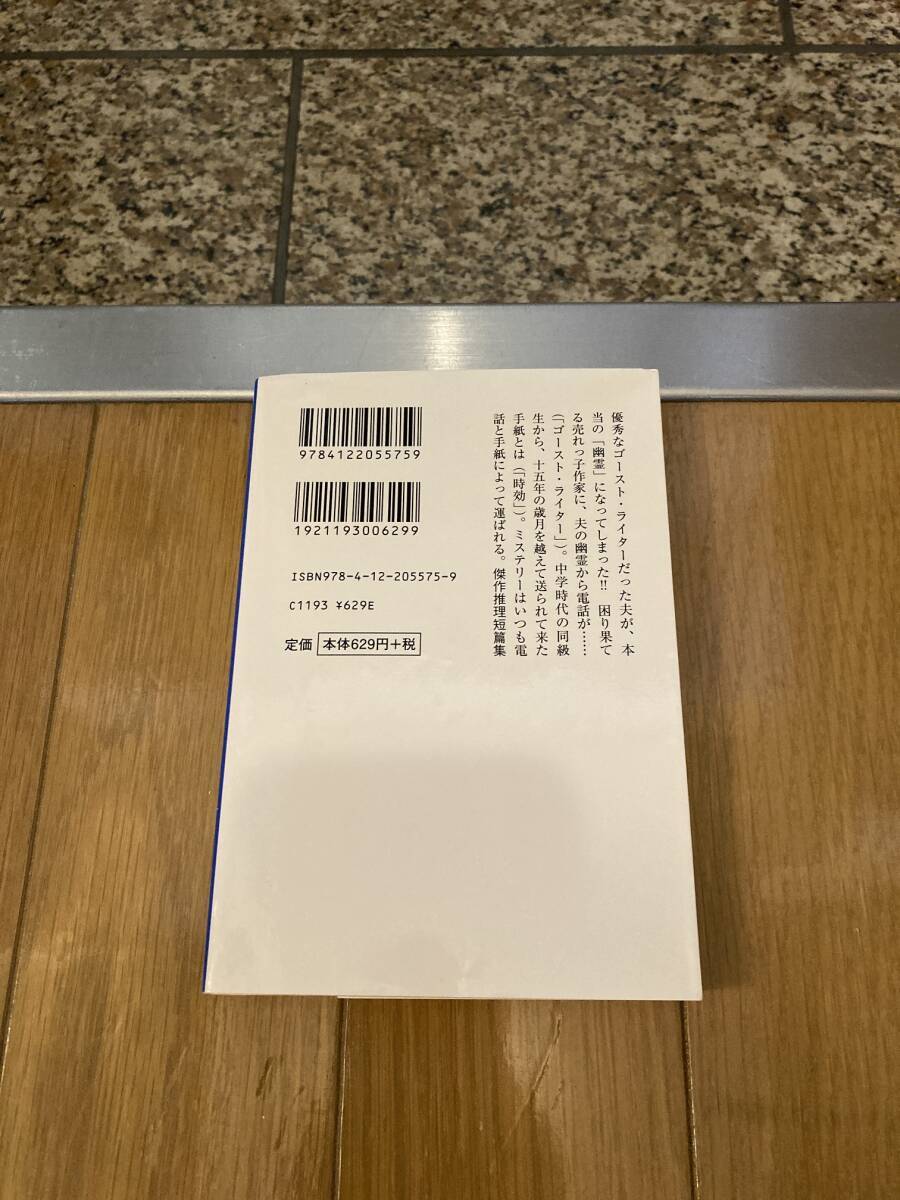 優秀なゴースト・ライターだった夫が、本
当の「幽霊」になってしまった!! 困り果て
る売れっ子作家に、夫の幽霊から電話が……
(「ゴースト・ライター」)。中学時代の同級
生から、十五年の歳月を越えて送られて来た
手紙とは(「時効」)。ミステリーはいつも電
話と手紙によって運ばれる。傑作推理短篇集
9784122055759
1921193006299
ISBN978-4-12-205575-9
C1193 ¥629E
定価 本体629円+税